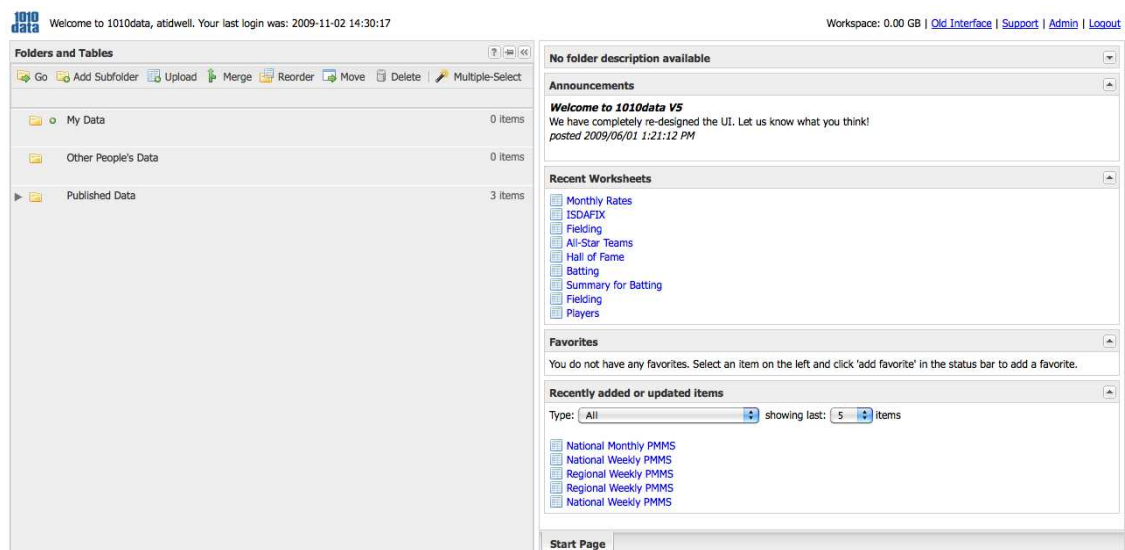 1010
data
Welcome to 1010data, atidwell. Your last login was: 2009-11-02 14:30:17
Workspace: 0.00 GB | Old Interface | Support | Admin | Logout
Folders and Tables
?
Go Add Subfolder Upload Merge Reorder Move Delete | Multiple-Select
My Data 0 items
Other People's Data 0 items
Published Data 3 items
No folder description available
Announcements
Welcome to 1010data V5
We have completely re-designed the UI. Let us know what you think!
posted 2009/06/01 1:21:12 PM
Recent Worksheets
Monthly Rates
ISDAFIX
Fielding
All-Star Teams
Hall of Fame
Batting
Summary for Batting
Fielding
Players
Favorites
You do not have any favorites. Select an item on the left and click 'add favorite' in the status bar to add a favorite.
Recently added or updated items
Type: All showing last: 5 items
National Monthly PMMS
National Weekly PMMS
Regional Weekly PMMS
Regional Weekly PMMS
National Weekly PMMS
Start Page